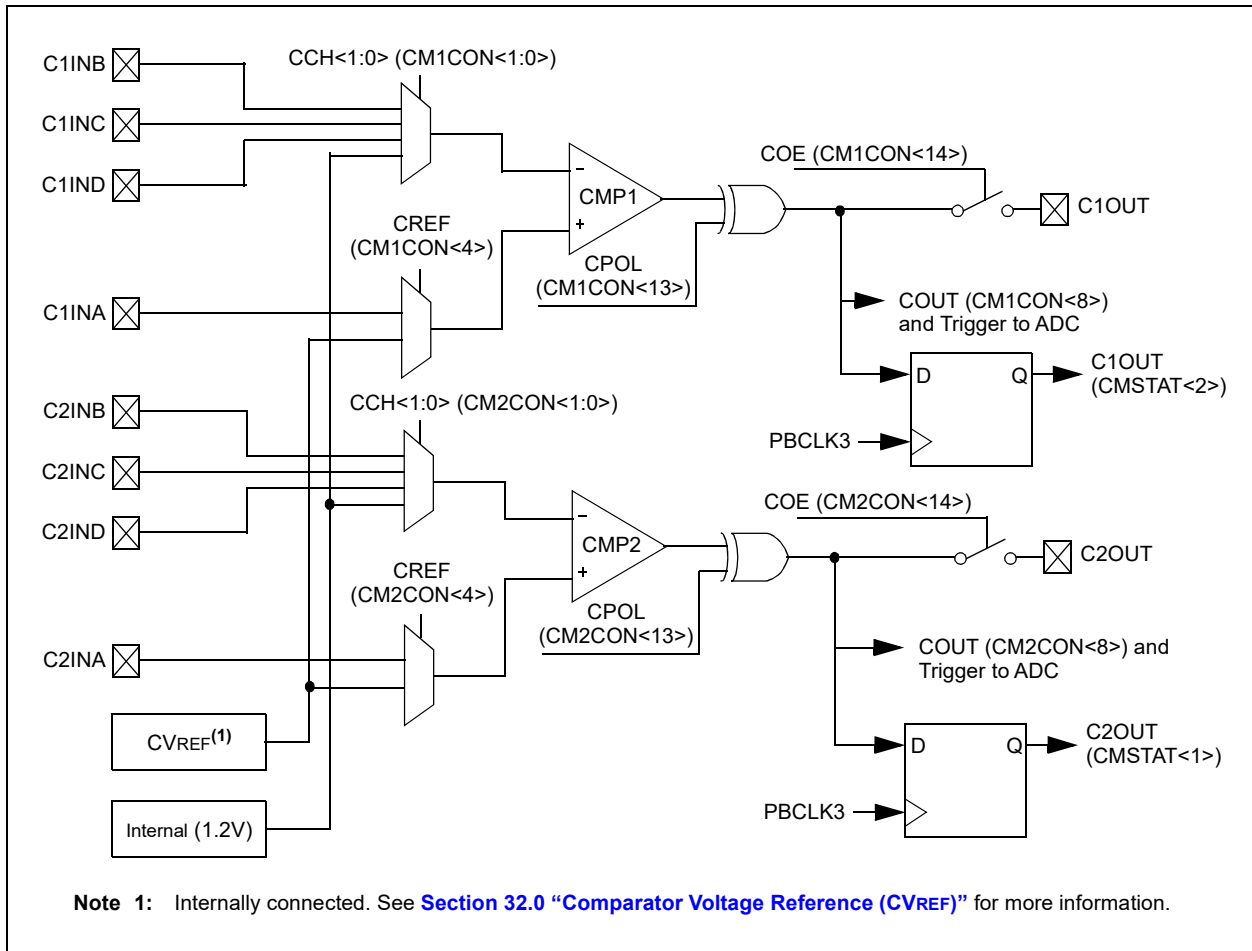 C1INB
CCH<1:0> (CM1CON<1:0>)
C1INC
COE (CM1CON<14>)
C1IND
–
CMP1
C1OUT
CREF
(CM1CON<4>)
+
CPOL
(CM1CON<13>)
C1INA
COUT (CM1CON<8>)
and Trigger to ADC
D
Q
C1OUT
(CMSTAT<2>)
C2INB
CCH<1:0> (CM2CON<1:0>)
PBCLK3
C2INC
COE (CM2CON<14>)
C2IND
–
CMP2
C2OUT
CREF
(CM2CON<4>)
+
CPOL
(CM2CON<13>)
C2INA
COUT (CM2CON<8>) and
Trigger to ADC
CVREF(1)
D
Q
C2OUT
(CMSTAT<1>)
PBCLK3
Internal (1.2V)
Note 1: Internally connected. See Section 32.0 “Comparator Voltage Reference (CVREF)” for more information.